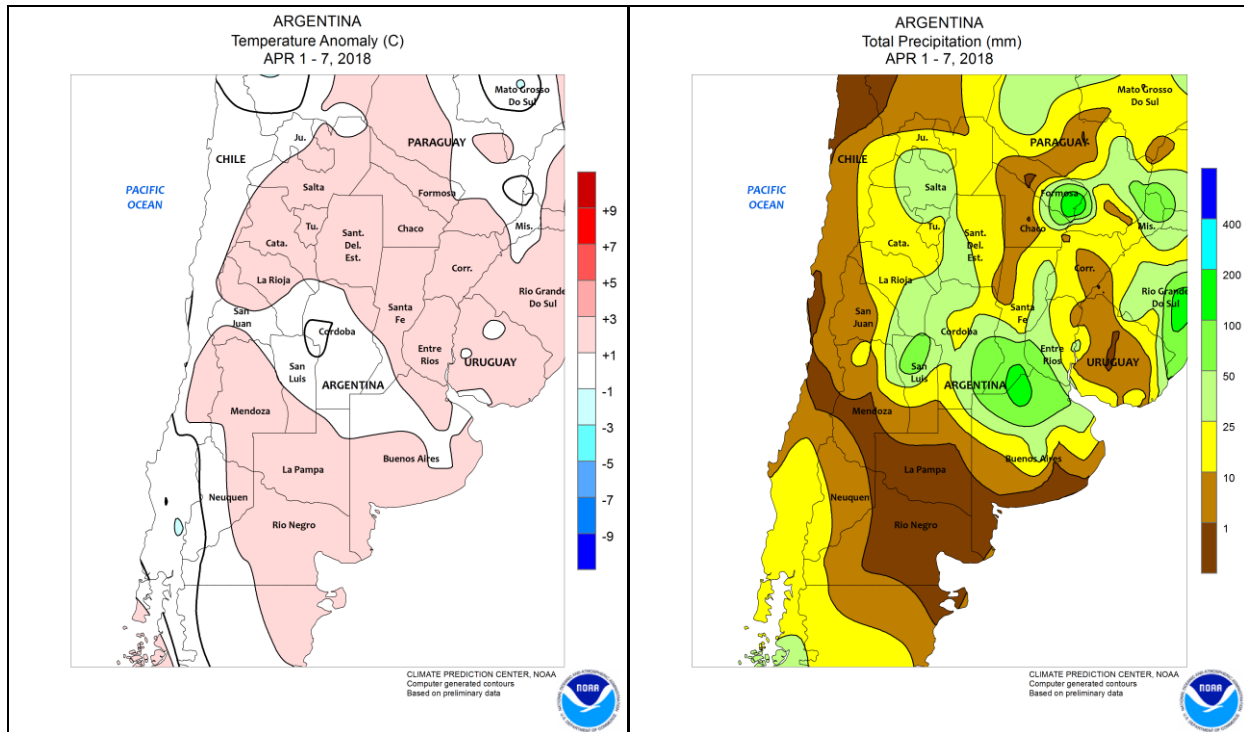 ARGENTINA
Temperature Anomaly (C)
APR 1 - 7, 2018
Mato Grosso
Do Sul
Ju.
PARAGUAY
CHILE
PACIFIC
OCEAN
Salta
Formosa
Tu.
Sant.
Del.
Est.
Chaco
Mis.
Cata.
Corr.
La Rioja
Rio Grande
Do Sul
San
Juan
Santa
Fe
Cordoba
Entre
Rios
San
Luis
URUGUAY
ARGENTINA
Mendoza
Buenos Aires
La Pampa
Neuquen
Rio Negro
+9
+7
+5
+3
+1
-1
-3
-5
-7
-9
CLIMATE PREDICTION CENTER, NOAA
Computer generated contours
Based on preliminary data
NOAA
ARGENTINA
Total Precipitation (mm)
APR 1 - 7, 2018
Mato Grosso
Do Sul
Ju.
PARAGUAY
CHILE
PACIFIC
OCEAN
Salta
Formosa
Tu.
Sant.
Del.
Est.
Chaco
Mis.
Cata.
Corr.
La Rioja
Rio Grande
Do Sul
San
Juan
Santa
Fe
Cordoba
Entre
Rios
San
Luis
URUGUAY
ARGENTINA
Mendoza
Buenos Aires
La Pampa
Neuquen
Rio Negro
400
200
100
50
25
10
1
CLIMATE PREDICTION CENTER, NOAA
Computer generated contours
Based on preliminary data
NOAA